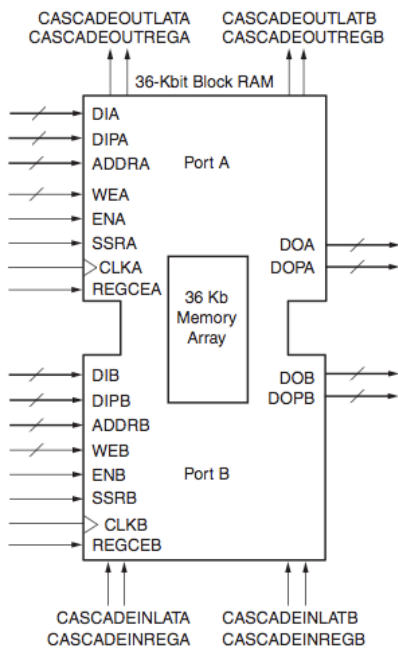 CASCADEOUTLATA CASCADEOUTLATB
CASCADEOUTREGA CASCADEOUTREGB
36-Kbit Block RAM
DIA
DIPA
ADDRA Port A
WEA
ENA
SSRA DOA
CLKA DOPA
REGCEA
36 Kb
Memory
Array
DIB DOB
DIPB DOPB
ADDRB
WEB
ENB Port B
SSRB
CLKB
REGCEB
CASCADEINLATA CASCADEINLATB
CASCADEINREGA CASCADEINREGB